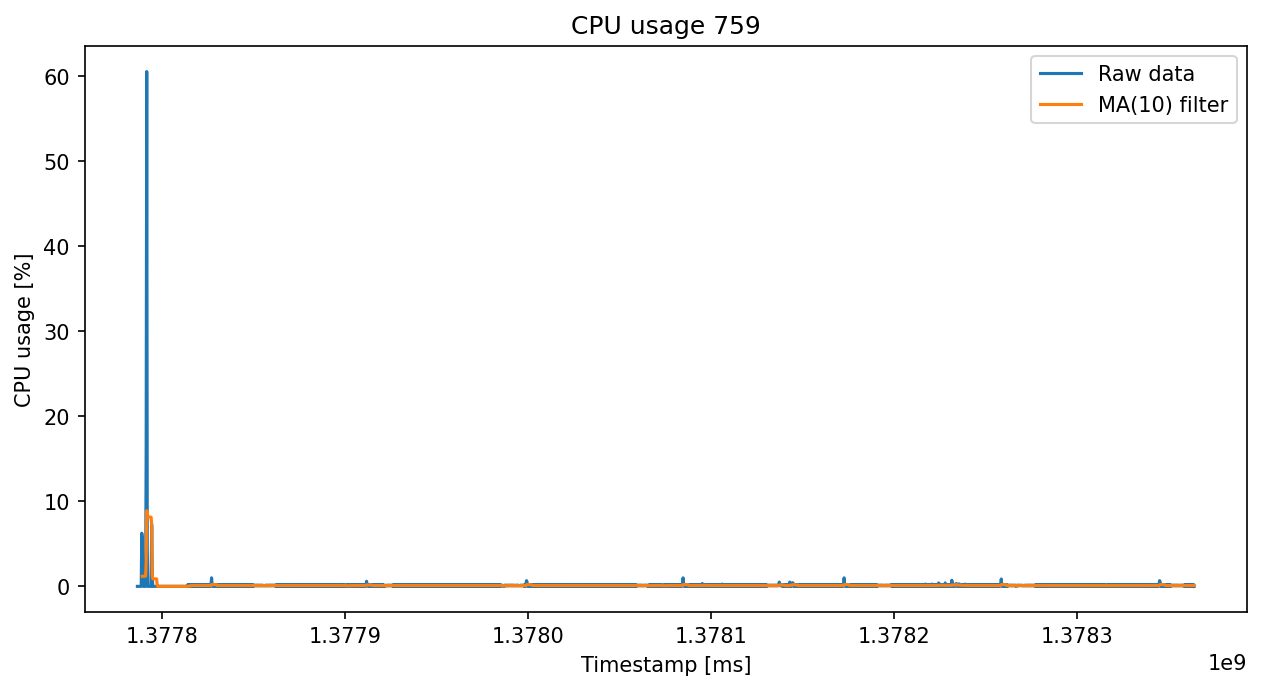 CPU usage 759
Raw data
MA(10) filter
CPU usage [%]
60
50
40
30
20
10
0
1.3778 1.3779 1.3780 1.3781 1.3782 1.3783
Timestamp [ms]
1e9